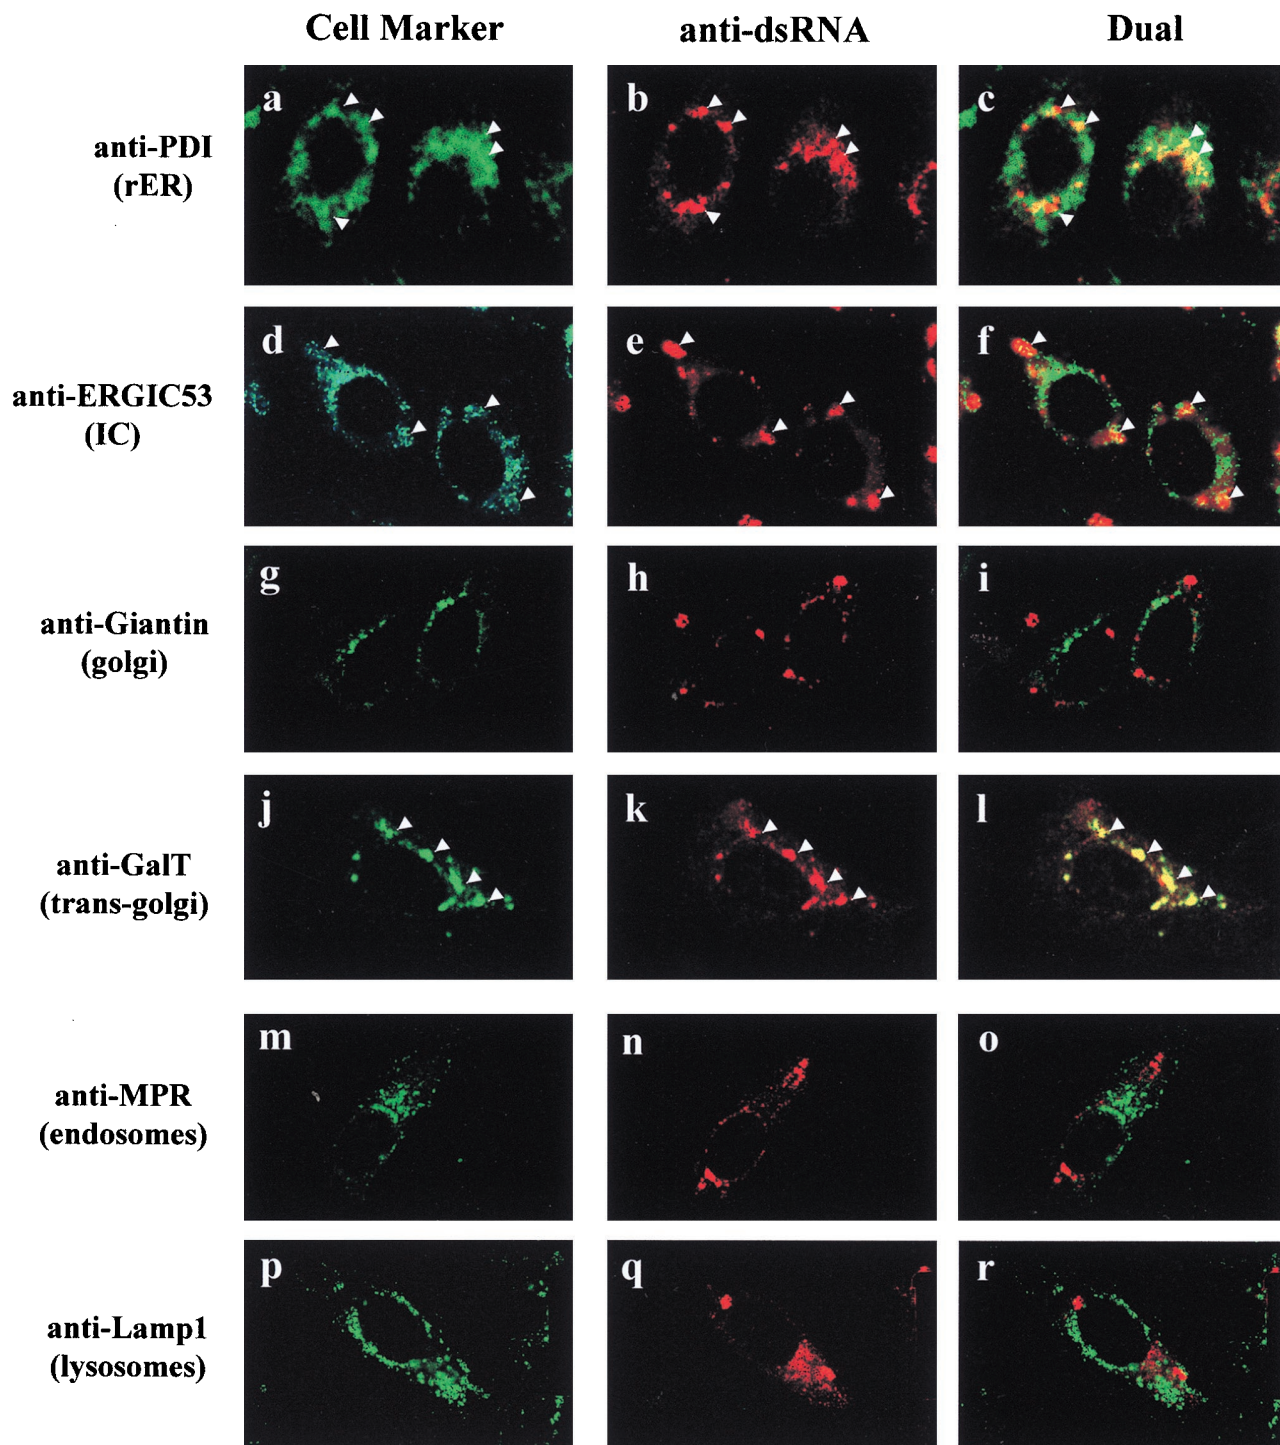 Cell Marker anti-dsRNA Dual
anti-PDI
(rER)
a b c
anti-ERGIC53
(IC)
d e f
anti-Giantin
(golgi)
g h i
anti-GalT
(trans-golgi)
j k l
anti-MPR
(endosomes)
m n o
anti-Lamp1
(lysosomes)
p q r